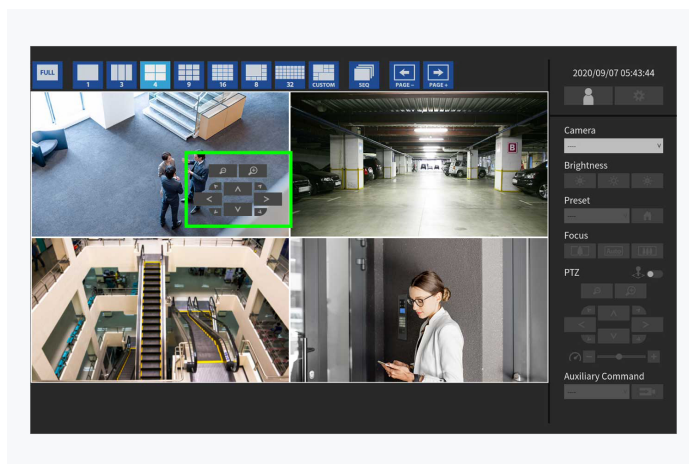 FULL
1
3
4
9
16
8
32
CUSTOM
SEQ
PAGE−
PAGE+
2020/09/07 05:43:44
B
Camera
---
Brightness
Preset
---
Focus
Auto
PTZ
Auxiliary Command
---